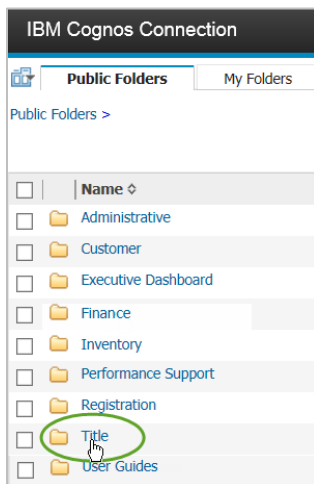 IBM Cognos Connection
Public Folders My Folders
Public Folders >
Name
Administrative
Customer
Executive Dashboard
Finance
Inventory
Performance Support
Registration
Title
User Guides